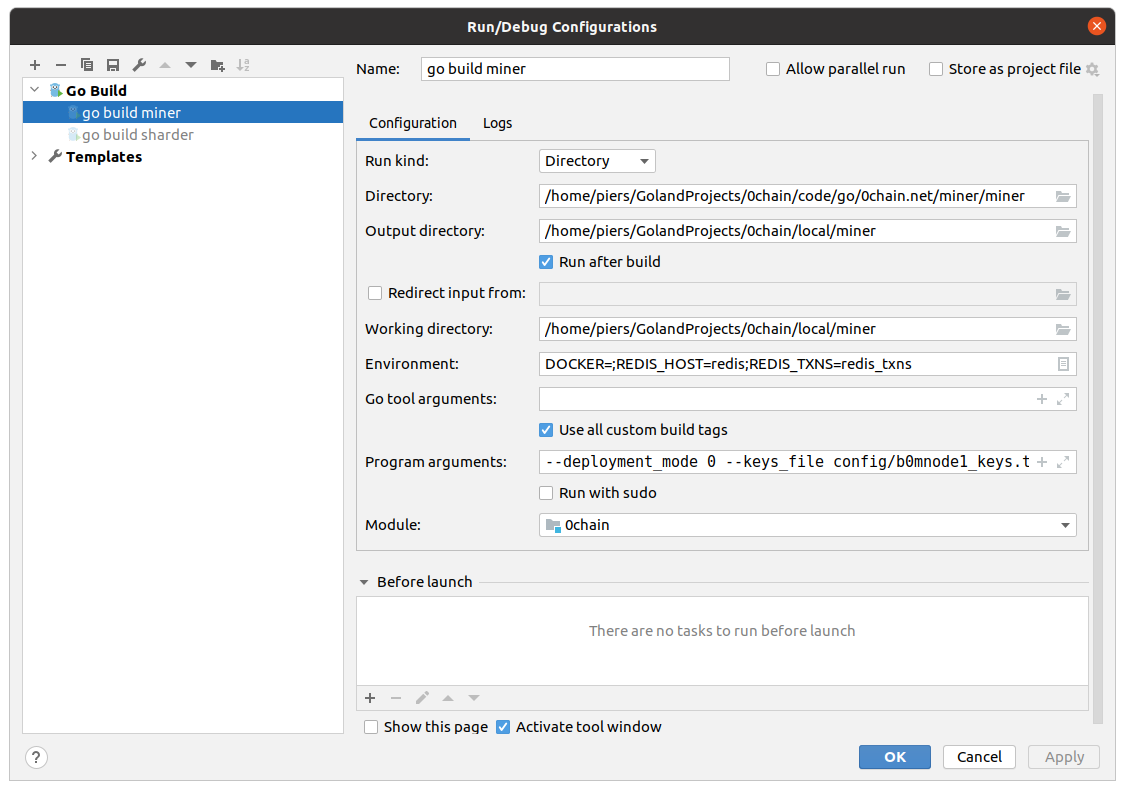 Run/Debug Configurations
Name: go build miner Allow parallel run Store as project file
Go Build
go build miner
go build sharder
Templates
Configuration Logs
Run kind: Directory
Directory: /home/piers/GolandProjects/0chain/code/go/0chain.net/miner/miner
Output directory: /home/piers/GolandProjects/0chain/local/miner
Run after build
Redirect input from:
Working directory: /home/piers/GolandProjects/0chain/local/miner
Environment: DOCKER=;REDIS_HOST=redis;REDIS_TXNS=redis_txns
Go tool arguments:
Use all custom build tags
Program arguments: --deployment_mode 0 --keys_file config/b0mnode1_keys.t
Run with sudo
Module: 0chain
Before launch
There are no tasks to run before launch
Show this page Activate tool window
? OK Cancel Apply